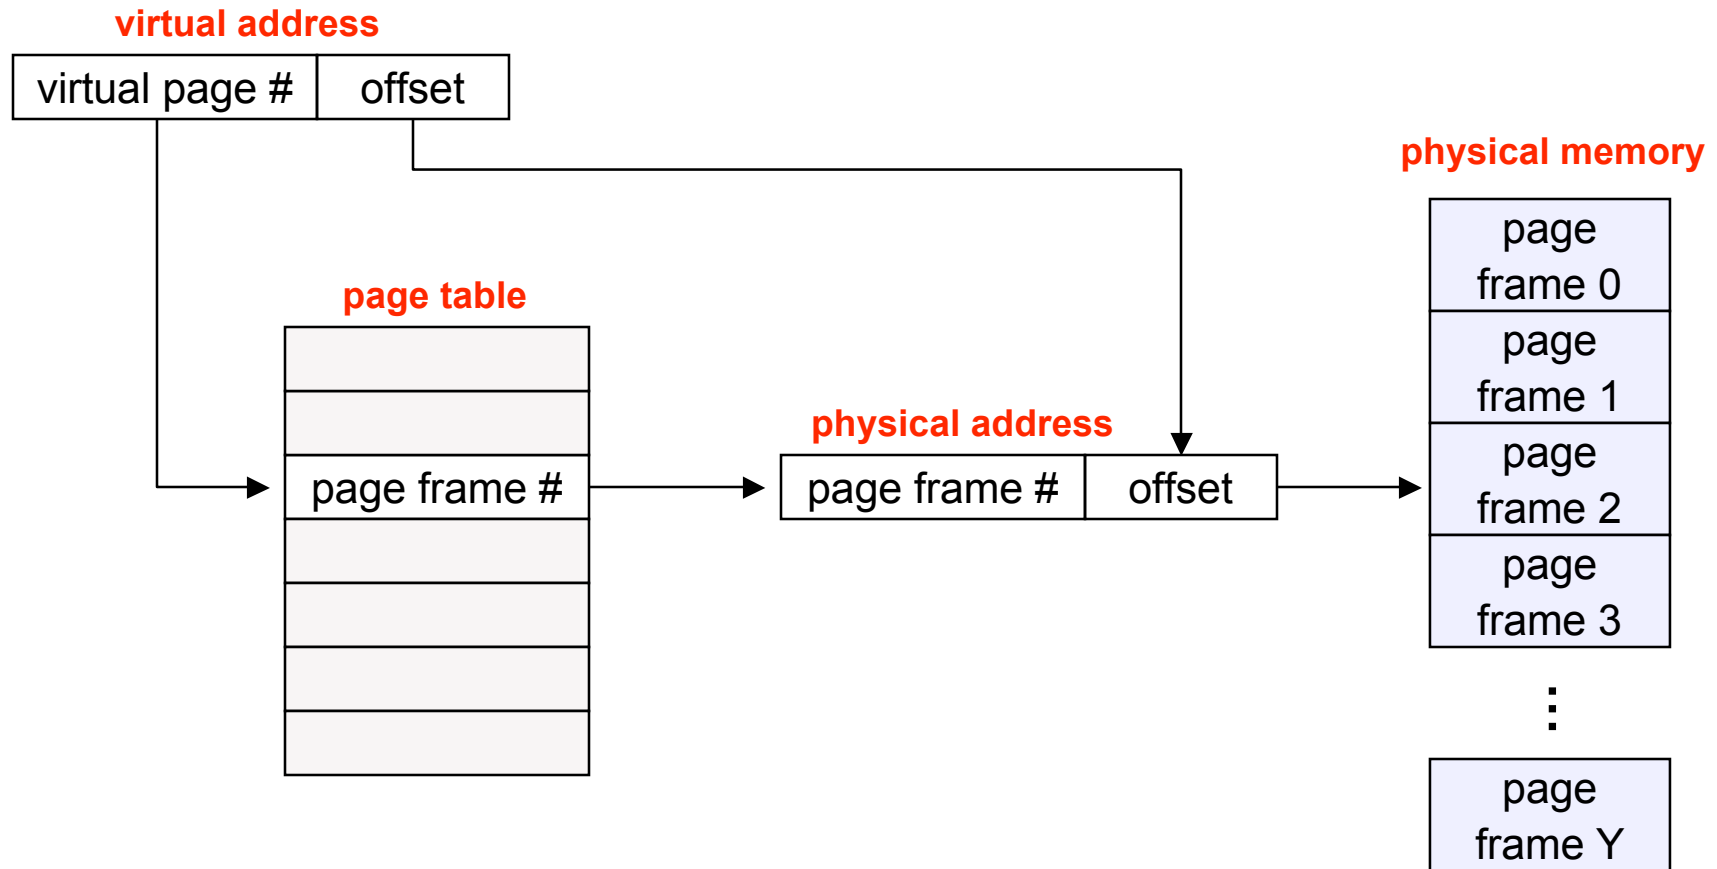 virtual address
virtual page # offset
physical memory
page
frame 0
page table
page
frame 1
physical address
page
page frame # page frame # offset
frame 2
page
frame 3
⋮
page
frame Y